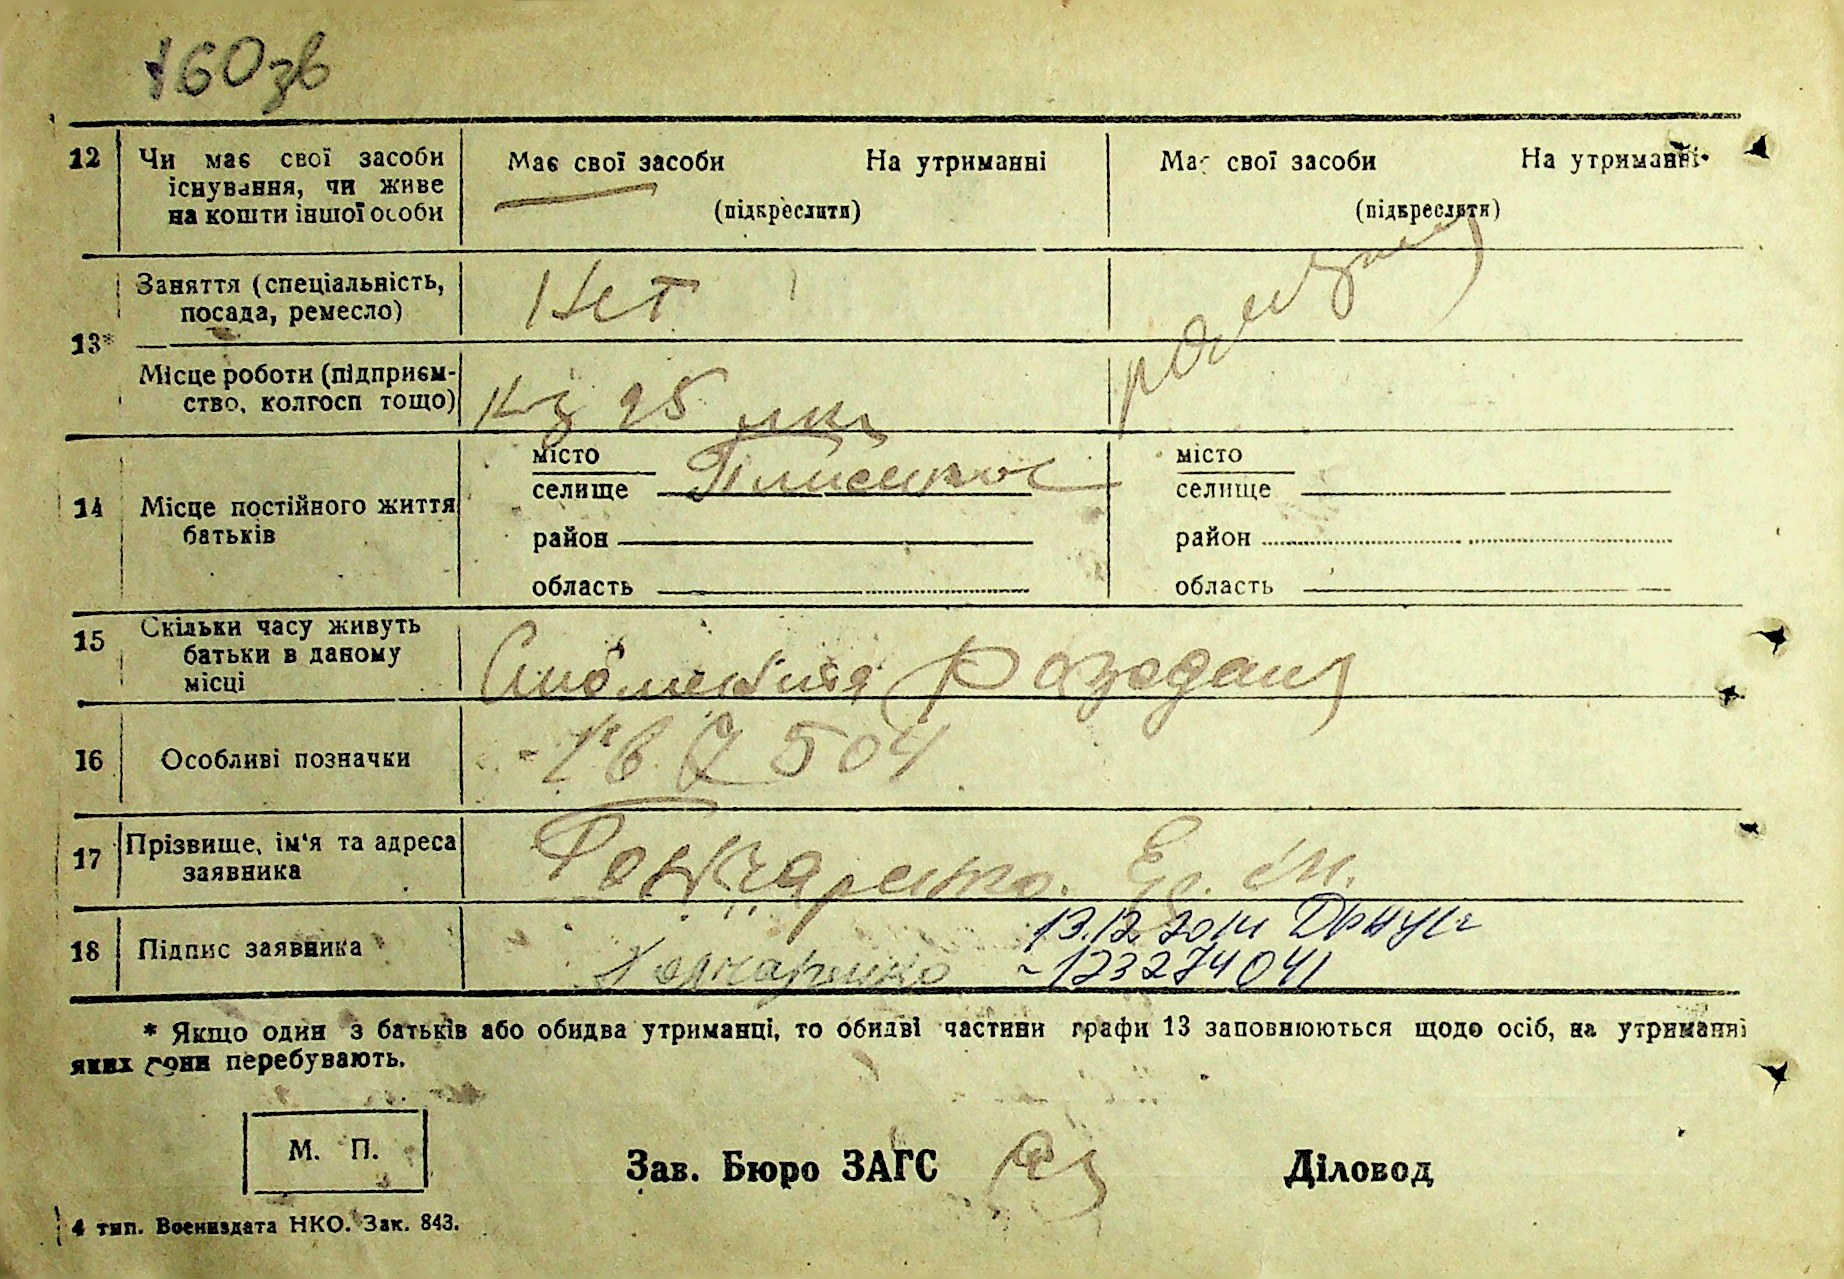 160зв
12 Чи має свої засоби існування, чи живе на кошти іншої особи
Має свої засоби На утриманні
(підкреслити)
Має свої засоби На утриманні
(підкреслити)
13* Заняття (спеціальність, посада, ремесло)
Нет
Місце роботи (підприємство, колгосп тощо)
14 Місце постійного життя батьків
місто
селище
район
область
місто
селище
район
область
15 Скільки часу живуть батьки в даному місці
16 Особливі позначки
504
17 Прізвище, ім'я та адреса заявника
Гончаренко.
18 Підпис заявника
Гончаренко
13.12.2014
123274041
* Якщо один з батьків або обидва утриманці, то обидві частини графи 13 заповнюються щодо осіб, на утриманні
яких вони перебувають.
М. П.
Зав. Бюро ЗАГС Діловод
4 тип. Воениздата НКО. Зак. 843.